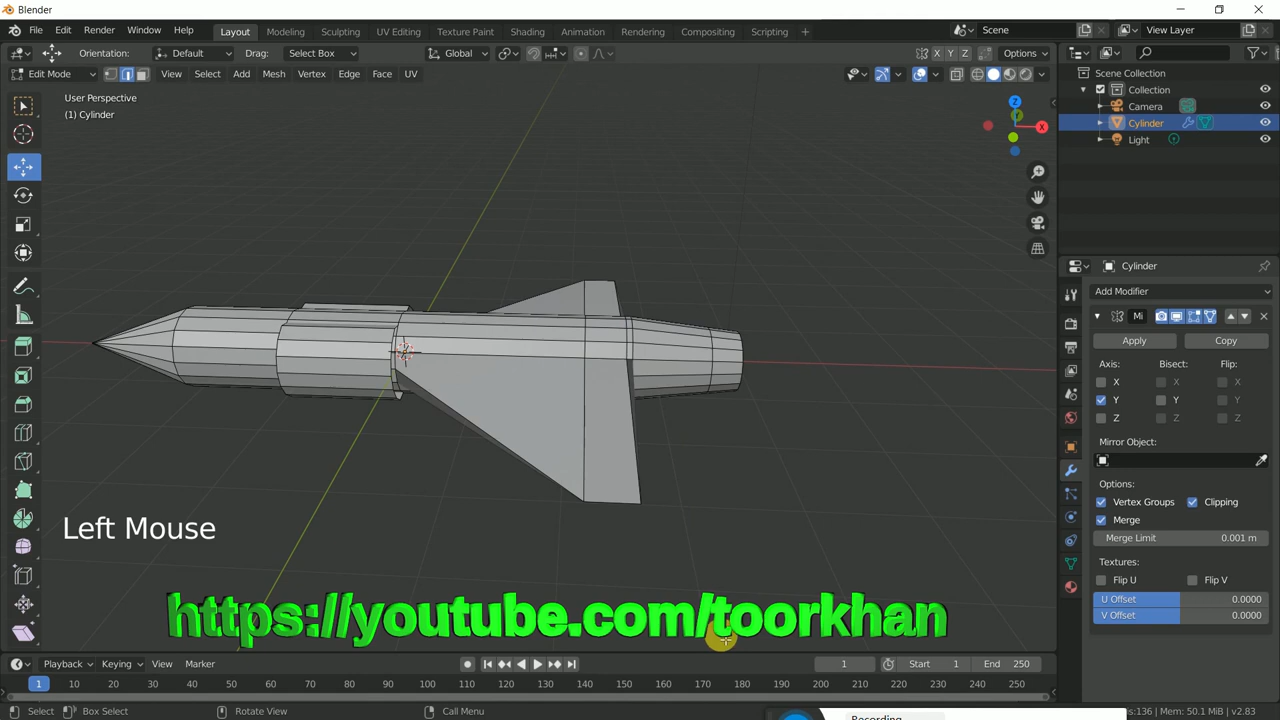 Blender
File Edit Render Window Help Layout Modeling Sculpting UV Editing Texture Paint Shading Animation Rendering Compositing Scripting + Scene View Layer
Orientation: Default Drag: Select Box Global X Y Z Options
Edit Mode View Select Add Mesh Vertex Edge Face UV
User Perspective
(1) Cylinder
Z
Y
X
Scene Collection
Collection
Camera
Cylinder
Light
Cylinder
Add Modifier
Mi
Apply Copy
Axis: Bisect: Flip:
X X X
Y Y Y
Z Z Z
Mirror Object:
Options:
Vertex Groups Clipping
Merge
Merge Limit 0.001 m
Textures:
Flip U Flip V
U Offset 0.0000
V Offset 0.0000
Left Mouse
https://youtube.com/toorkhan
Playback Keying View Marker 1 Start 1 End 250
1 10 20 30 40 50 60 70 80 90 100 110 120 130 140 150 160 170 180 190 200 210 220 230 240 250
Select Box Select Rotate View Call Menu :136 | Mem: 50.1 MiB | v2.83